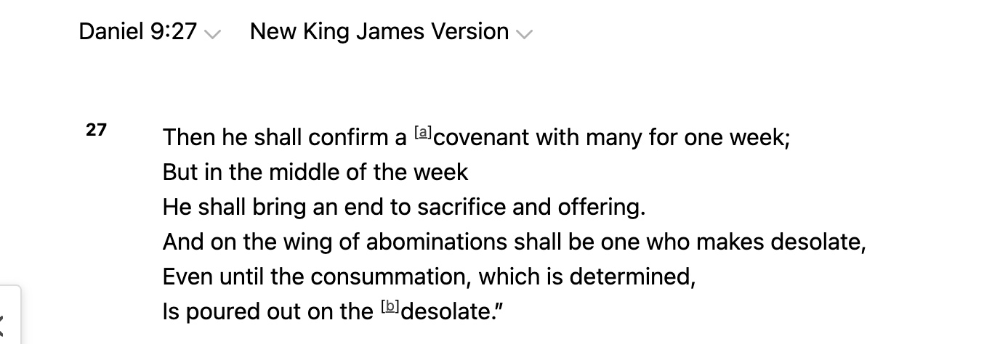 Daniel 9:27 New King James Version
27 Then he shall confirm a [a]covenant with many for one week;
But in the middle of the week
He shall bring an end to sacrifice and offering.
And on the wing of abominations shall be one who makes desolate,
Even until the consummation, which is determined,
Is poured out on the [b]desolate.”